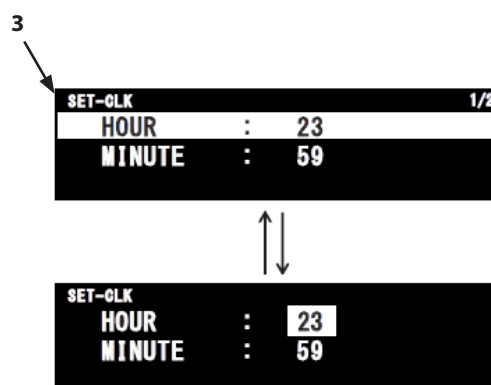 3
SET-CLK 1/2
HOUR : 23
MINUTE : 59
SET-CLK
HOUR : 23
MINUTE : 59